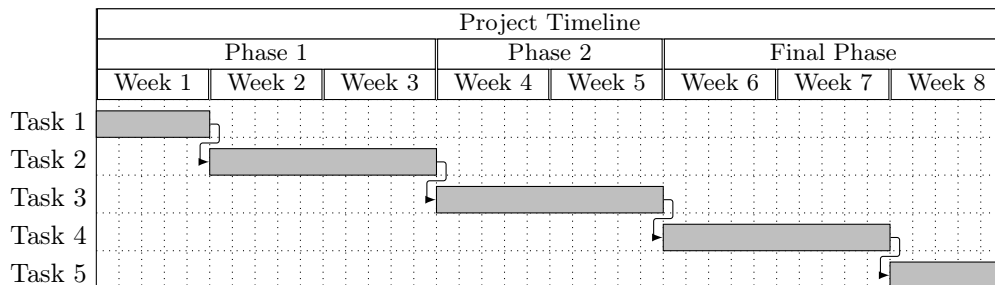 Project Timeline
Phase 1 Phase 2 Final Phase
Week 1 Week 2 Week 3 Week 4 Week 5 Week 6 Week 7 Week 8
Task 1
Task 2
Task 3
Task 4
Task 5